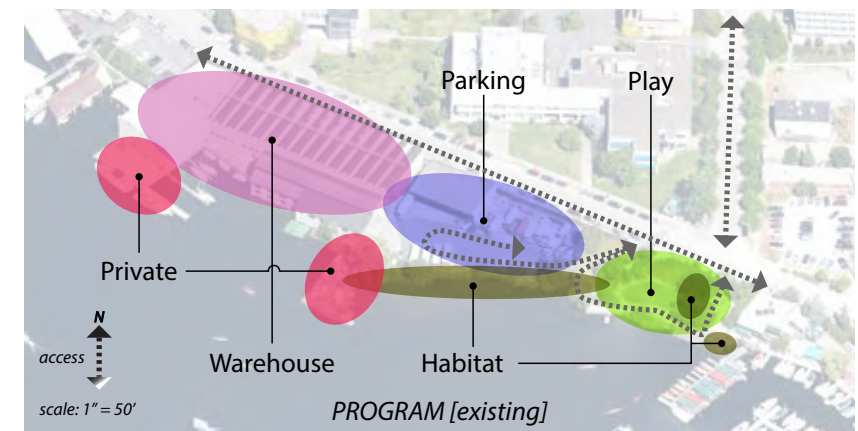 Parking
Play
Private
N
access
Warehouse
Habitat
scale: 1” = 50’
PROGRAM [existing]